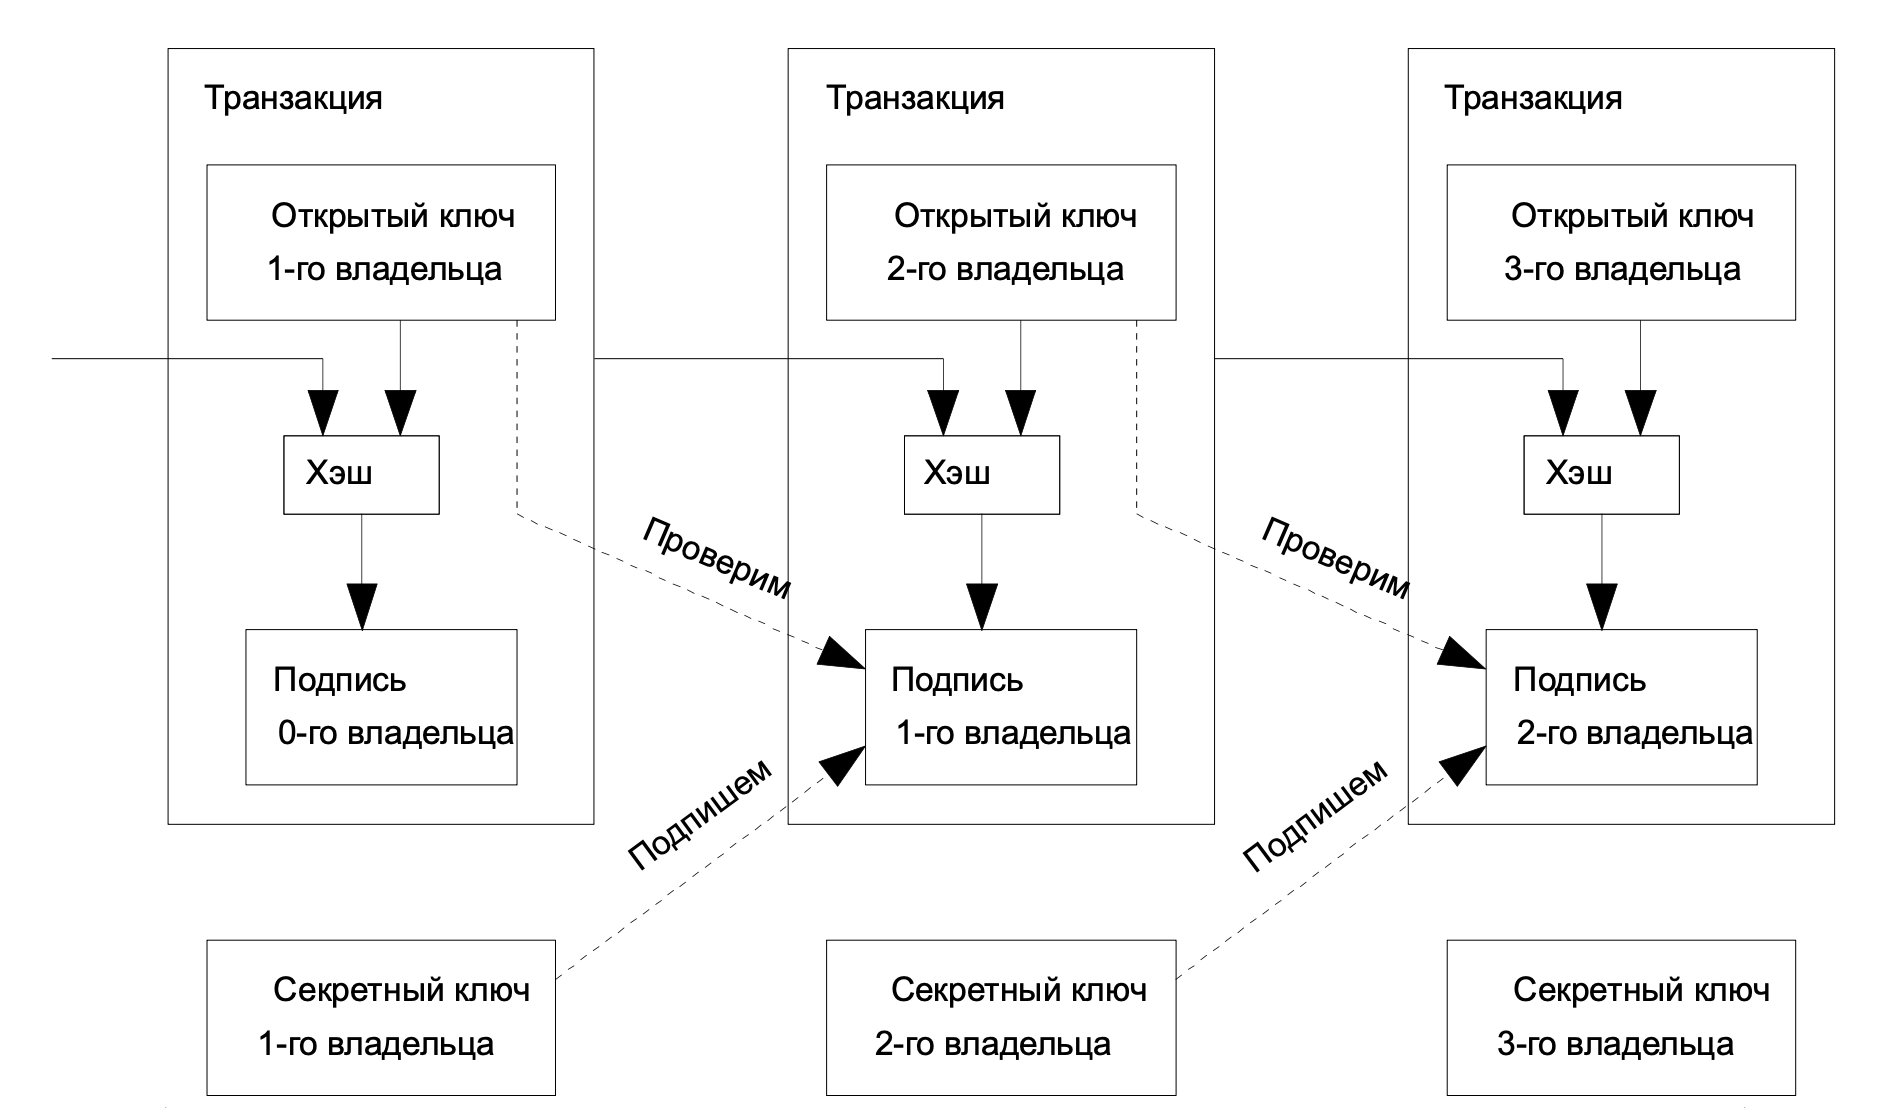 Транзакция
Открытый ключ
1-го владельца
Хэш
Подпись
0-го владельца
Транзакция
Открытый ключ
2-го владельца
Хэш
Проверим
Подпись
1-го владельца
Подпишем
Транзакция
Открытый ключ
3-го владельца
Хэш
Проверим
Подпись
2-го владельца
Подпишем
Секретный ключ
1-го владельца
Секретный ключ
2-го владельца
Секретный ключ
3-го владельца